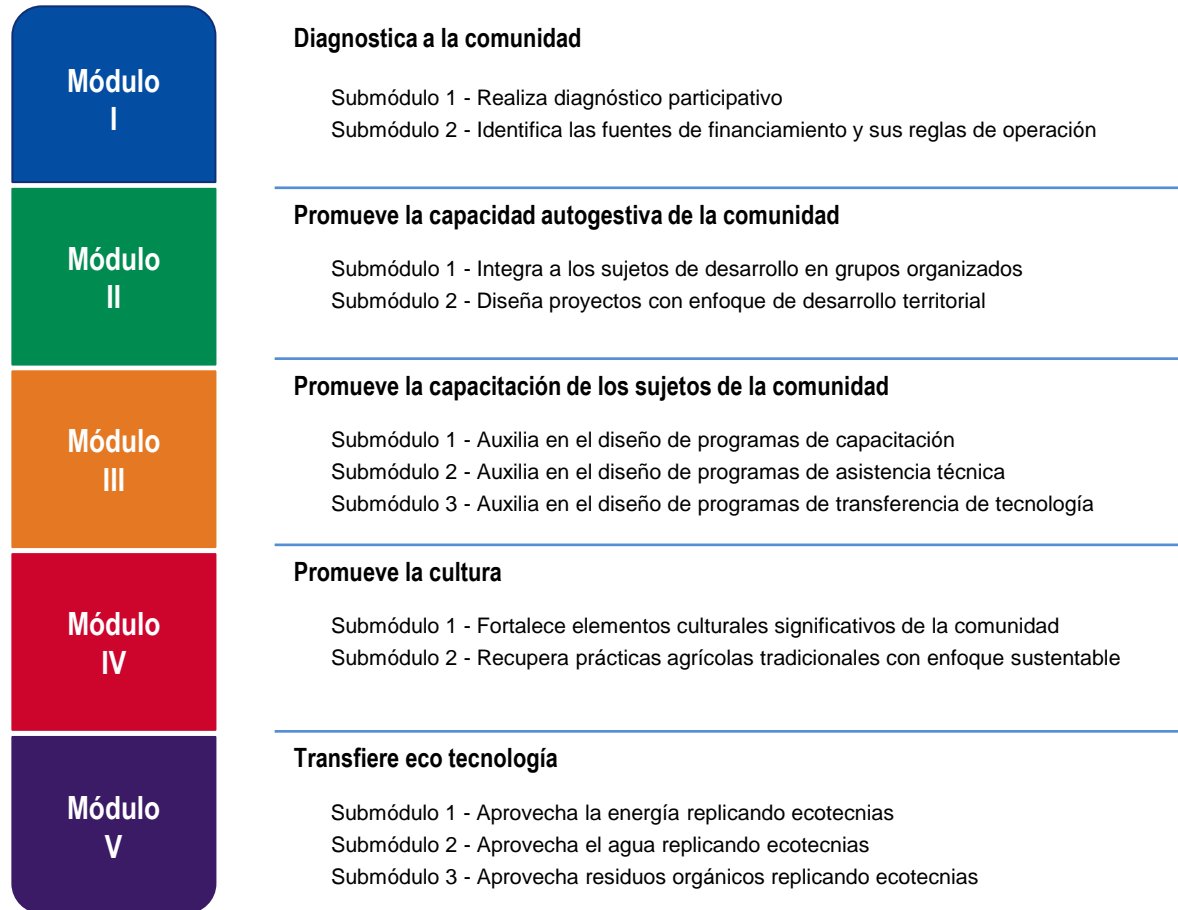 Módulo
I
Diagnostica a la comunidad
Submódulo 1 - Realiza diagnóstico participativo
Submódulo 2 - Identifica las fuentes de financiamiento y sus reglas de operación
Módulo
II
Promueve la capacidad autogestiva de la comunidad
Submódulo 1 - Integra a los sujetos de desarrollo en grupos organizados
Submódulo 2 - Diseña proyectos con enfoque de desarrollo territorial
Módulo
III
Promueve la capacitación de los sujetos de la comunidad
Submódulo 1 - Auxilia en el diseño de programas de capacitación
Submódulo 2 - Auxilia en el diseño de programas de asistencia técnica
Submódulo 3 - Auxilia en el diseño de programas de transferencia de tecnología
Módulo
IV
Promueve la cultura
Submódulo 1 - Fortalece elementos culturales significativos de la comunidad
Submódulo 2 - Recupera prácticas agrícolas tradicionales con enfoque sustentable
Módulo
V
Transfiere eco tecnología
Submódulo 1 - Aprovecha la energía replicando ecotecnias
Submódulo 2 - Aprovecha el agua replicando ecotecnias
Submódulo 3 - Aprovecha residuos orgánicos replicando ecotecnias